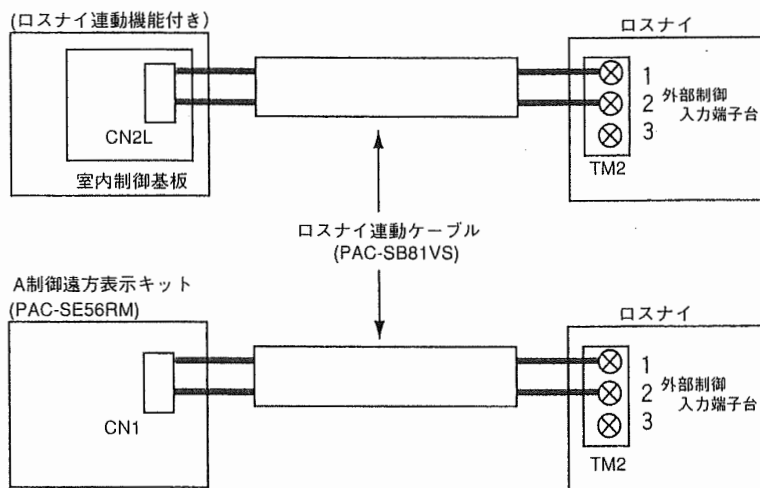 (ロスナイ連動機能付き)
ロスナイ
1
2
3
外部制御
入力端子台
CN2L
TM2
室内制御基板
ロスナイ連動ケーブル
(PAC-SB81VS)
A制御遠方表示キット
(PAC-SE56RM)
ロスナイ
1
2
3
外部制御
入力端子台
CN1
TM2